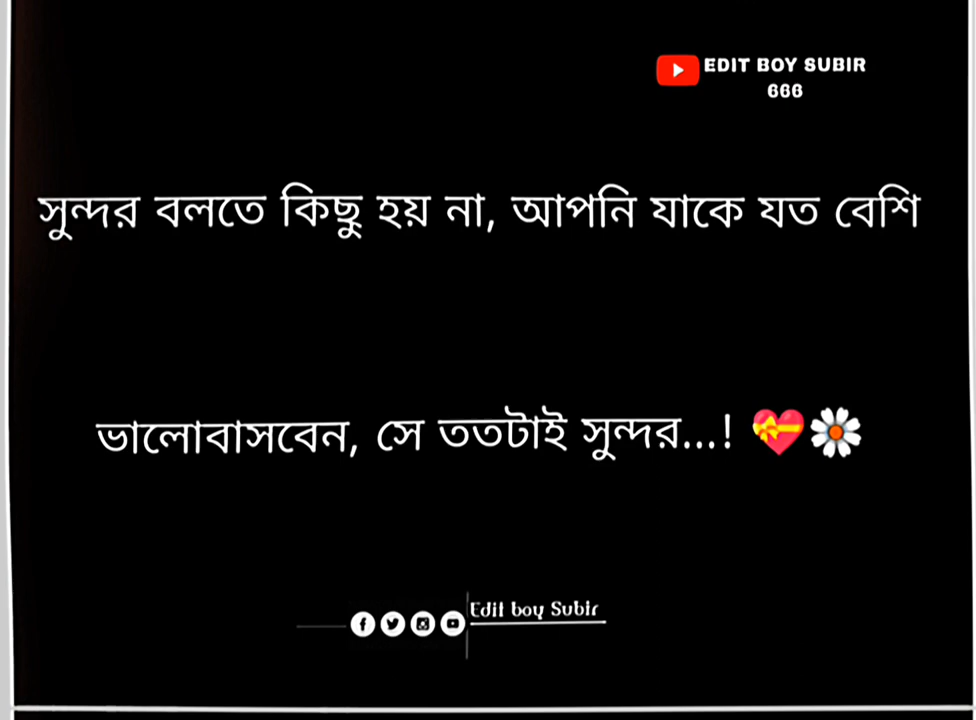 EDIT BOY SUBIR
666
সুন্দর বলতে কিছু হয় না, আপনি যাকে যত বেশি
ভালোবাসবেন, সে ততটাই সুন্দর...! 💝🌼
Edit boy Subir